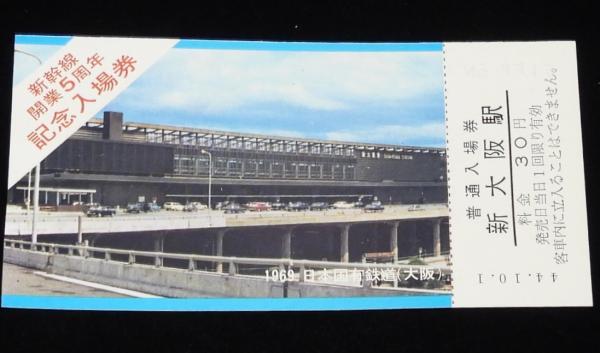 新幹線
開業5周年
記念入場券
1969 日本国有鉄道(大阪)
普通入場券
新大阪駅
料金 30円
発売日当日1回限り有効
客車内に立入ることはできません。
4.10.1